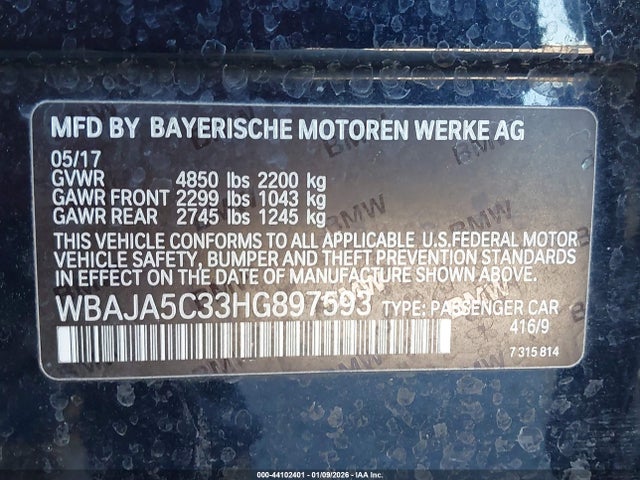 MFD BY BAYERISCHE MOTOREN WERKE AG
05/17
GVWR 4850 lbs 2200 kg
GAWR FRONT 2299 lbs 1043 kg
GAWR REAR 2745 lbs 1245 kg
THIS VEHICLE CONFORMS TO ALL APPLICABLE U.S.FEDERAL MOTOR
VEHICLE SAFETY, BUMPER AND THEFT PREVENTION STANDARDS
IN EFFECT ON THE DATE OF MANUFACTURE SHOWN ABOVE.
WBAJA5C33HG897593 TYPE: PASSENGER CAR
416/9
7 315 814
000-44102401 - 01/09/2026 - IAA Inc.